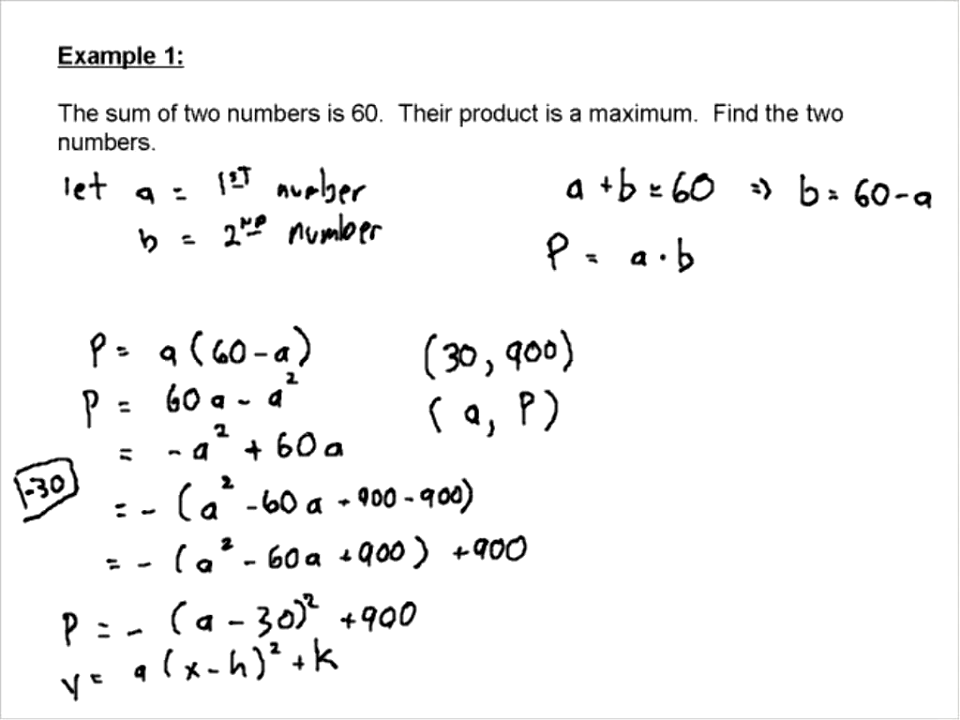 Example 1:
The sum of two numbers is 60. Their product is a maximum. Find the two
numbers.
let a = 1ST number
b = 2ND number
a + b = 60 => b = 60 - a
P = a · b
P = a(60 - a)
P = 60a - a²
= -a² + 60a
-30
= -(a² - 60a + 900 - 900)
= -(a² - 60a + 900) + 900
P = -(a - 30)² + 900
y = a(x - h)² + k
(30, 900)
(a, P)